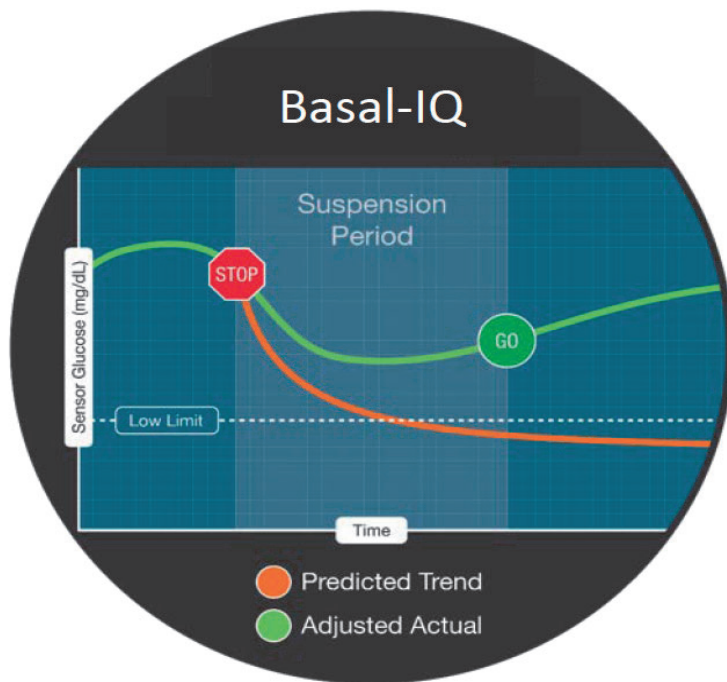 Basal-IQ
Suspension
Period
STOP
GO
Sensor Glucose (mg/dL)
Low Limit
Time
Predicted Trend
Adjusted Actual